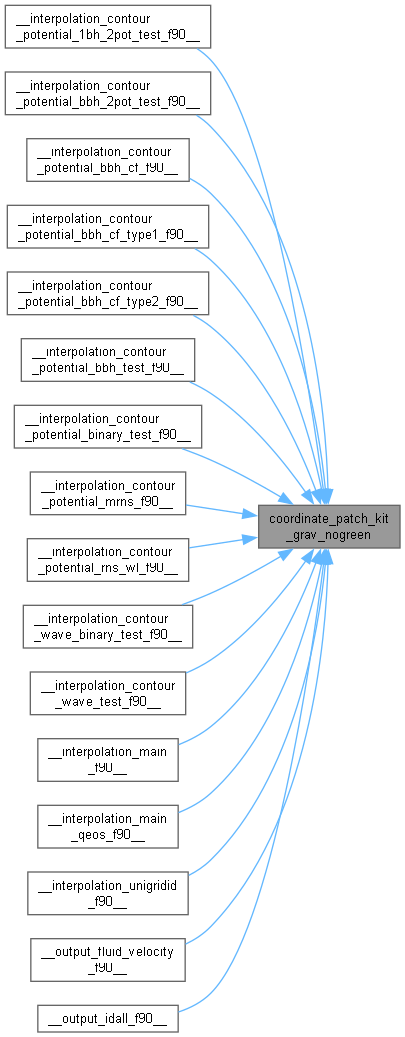 __interpolation_contour
_potential_1bh_2pot_test_f90__
__interpolation_contour
_potential_bbh_2pot_test_f90__
__interpolation_contour
_potential_bbh_cf_f90__
__interpolation_contour
_potential_bbh_cf_type1_f90__
__interpolation_contour
_potential_bbh_cf_type2_f90__
__interpolation_contour
_potential_bbh_test_f90__
__interpolation_contour
_potential_binary_test_f90__
__interpolation_contour
_potential_mrns_f90__
__interpolation_contour
_potential_rns_wl_f90__
__interpolation_contour
_wave_binary_test_f90__
__interpolation_contour
_wave_test_f90__
__interpolation_main
_f90__
__interpolation_main
_qeos_f90__
__interpolation_unigridid
_f90__
__output_fluid_velocity
_f90__
__output_idall_f90__
coordinate_patch_kit
_grav_nogreen